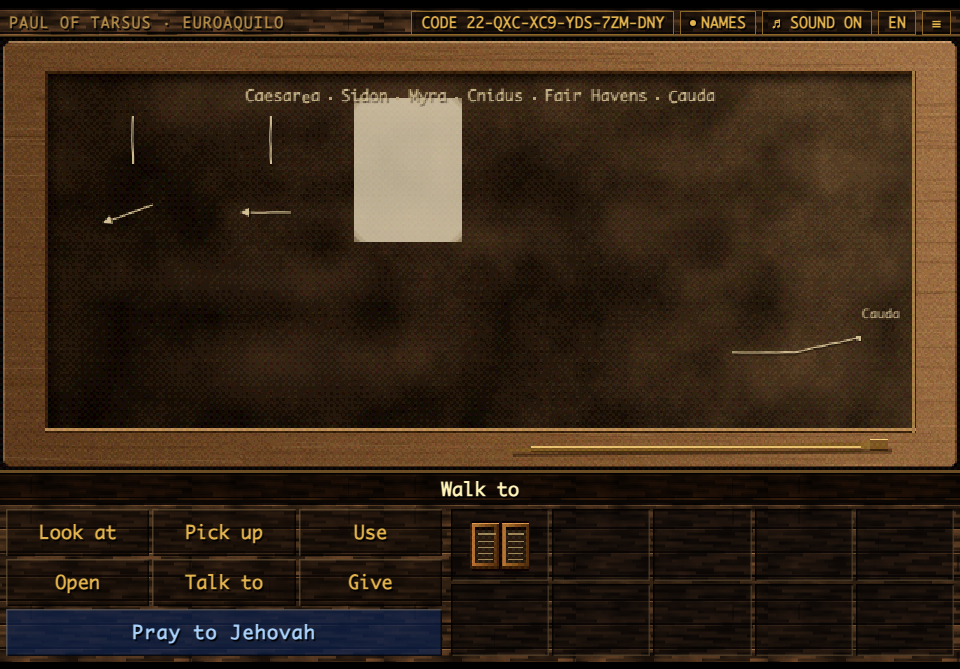 PAUL OF TARSUS · EUROAQUILO
CODE 22-QXC-XC9-YDS-7ZM-DNY
• NAMES
♬ SOUND ON
EN
≡
Caesarea · Sidon · Myra · Cnidus · Fair Havens · Cauda
Cauda
Walk to
Look at
Pick up
Use
Open
Talk to
Give
Pray to Jehovah